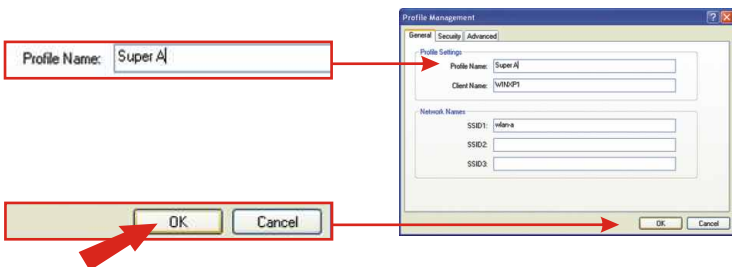 Profile Name: Super A
OK Cancel
Profile Management
General Security Advanced
Profile Settings
Profile Name: Super A
Client Name: WINXP1
Network Names
SSID1: wlan-a
SSID2:
SSID3:
OK Cancel